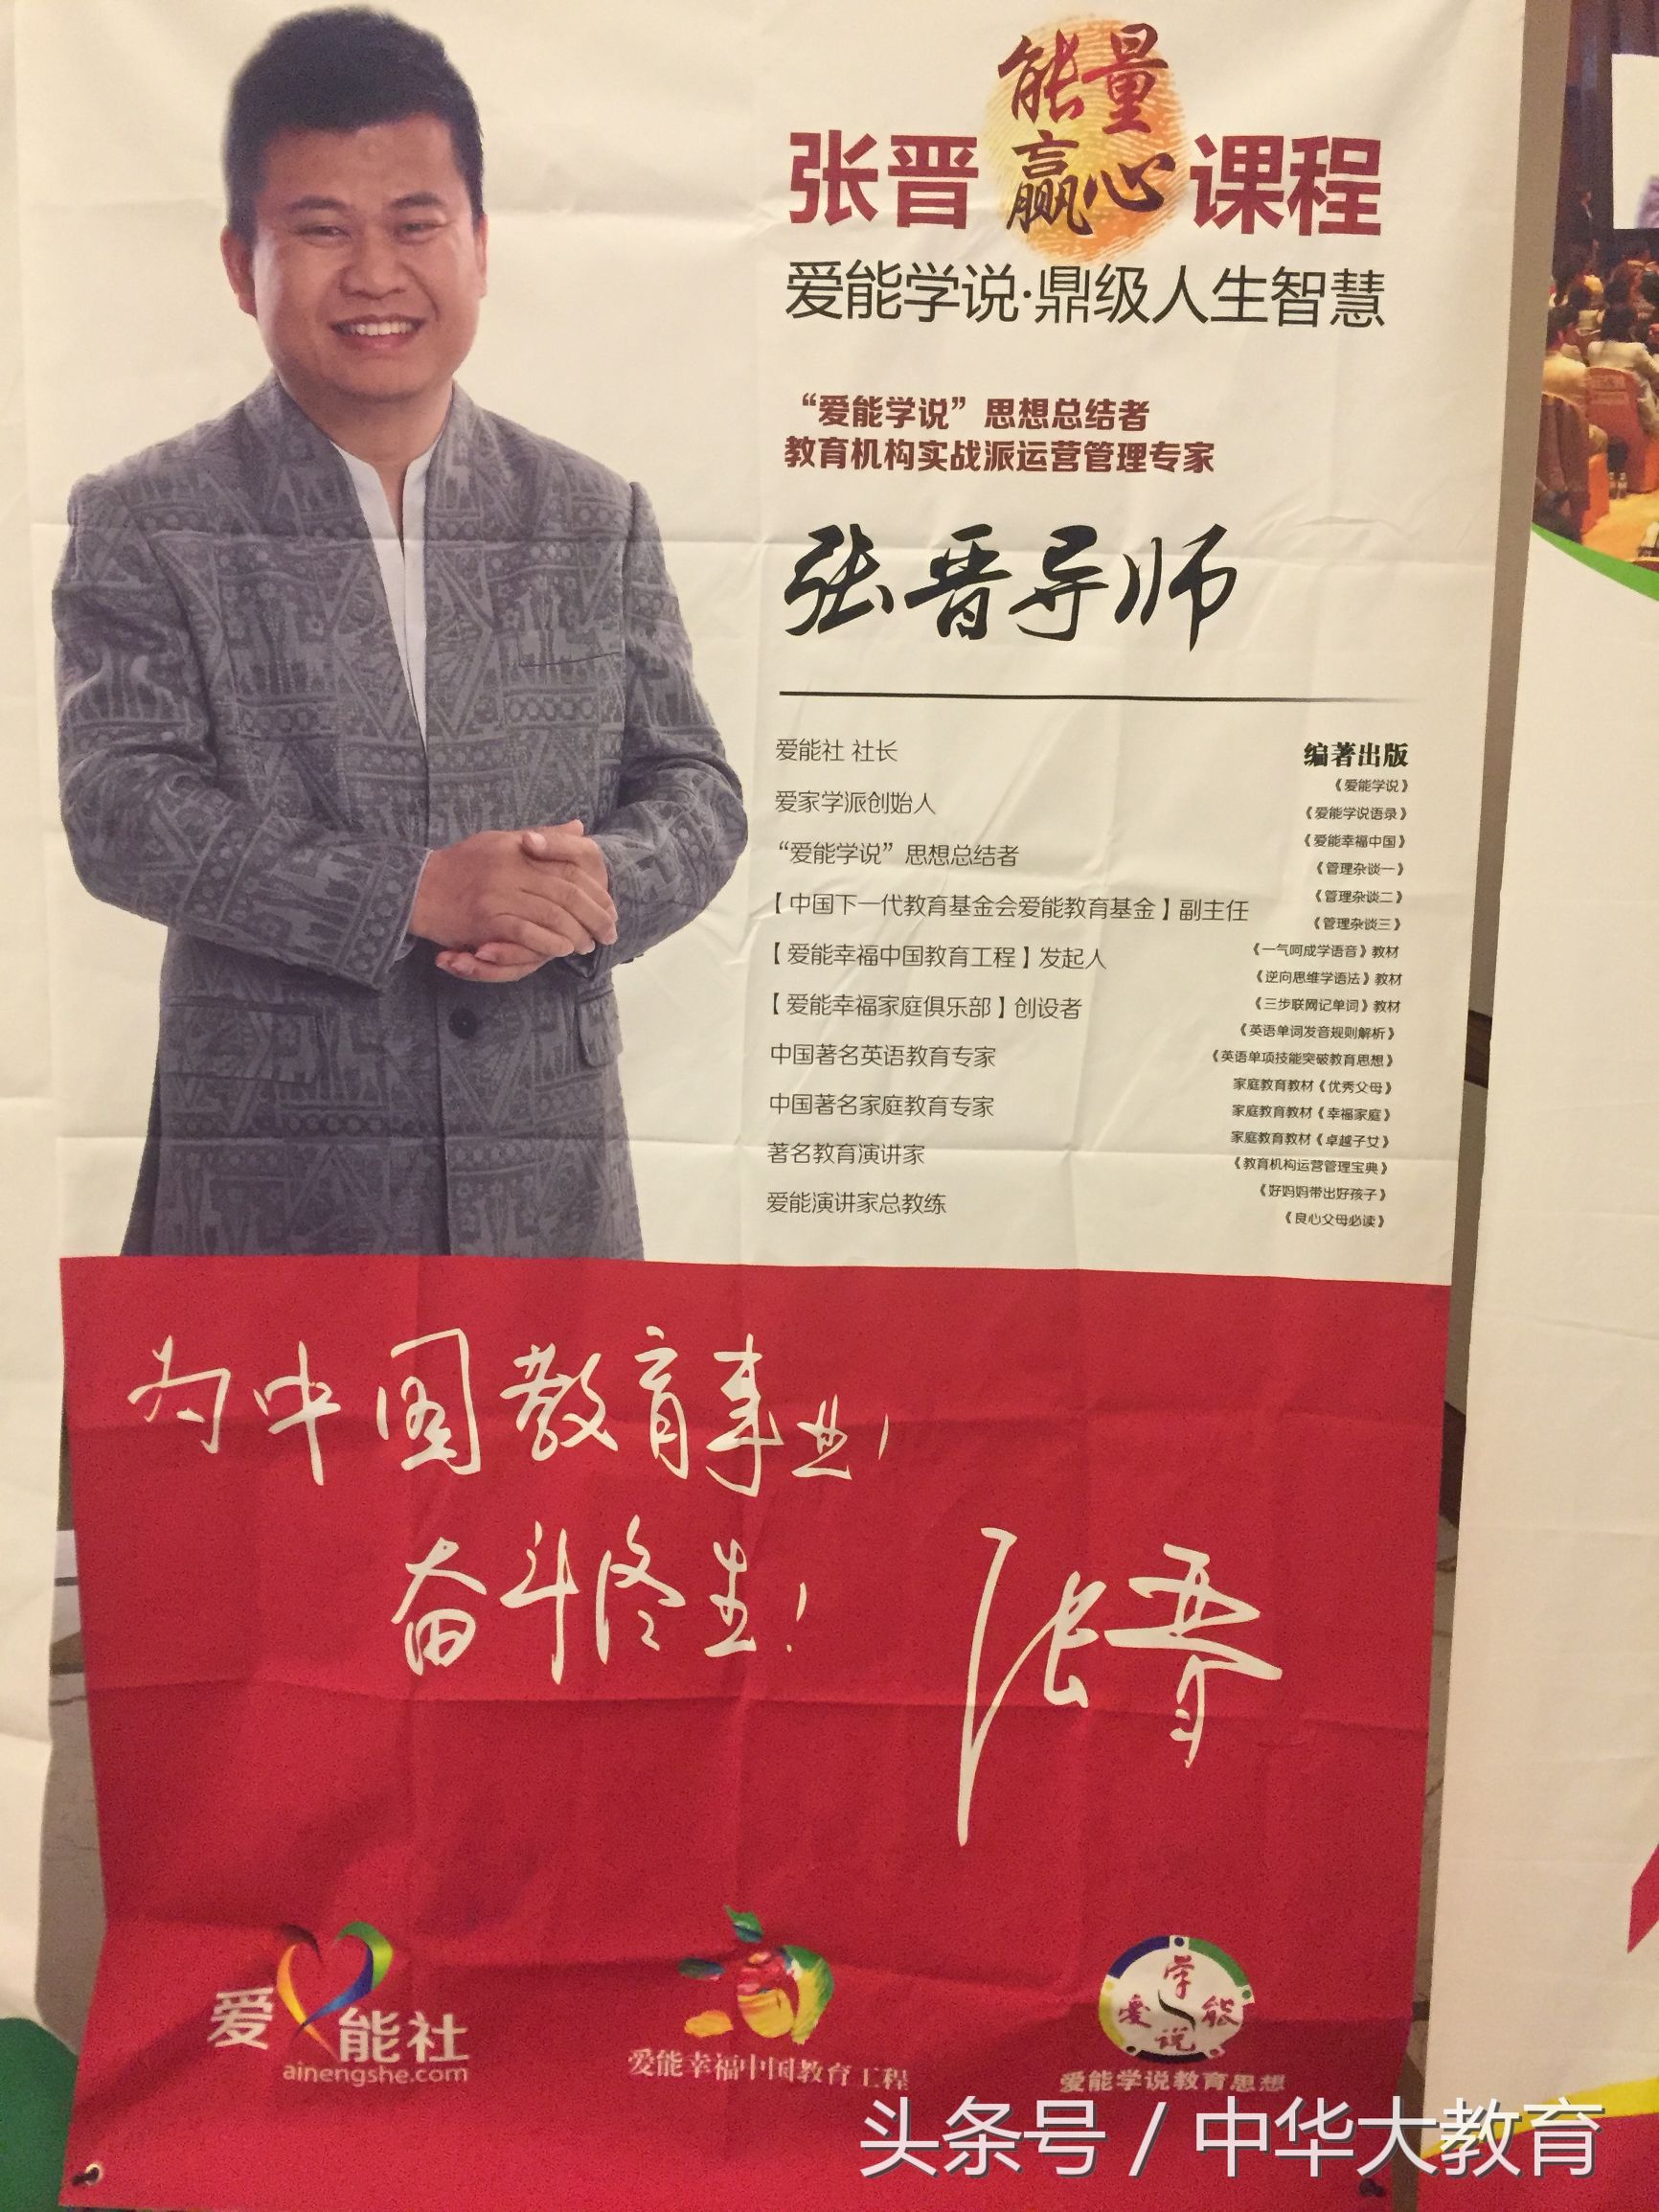 能量
张晋 赢心 课程
爱能学说·鼎级人生智慧
“爱能学说”思想总结者
教育机构实战派运营管理专家
张晋导师
爱能社 社长
爱家学派创始人
“爱能学说”思想总结者
【中国下一代教育基金会爱能教育基金】副主任
【爱能幸福中国教育工程】发起人
【爱能幸福家庭俱乐部】创设者
中国著名英语教育专家
中国著名家庭教育专家
著名教育演讲家
爱能演讲家总教练
编著出版
《爱能学说》
《爱能学说语录》
《爱能幸福中国》
《管理杂谈一》
《管理杂谈二》
《管理杂谈三》
《一气呵成学语音》教材
《逆向思维学语法》教材
《三步联网记单词》教材
《英语单词发音规则解析》
《英语单项技能突破教育思想》
家庭教育教材《优秀父母》
家庭教育教材《幸福家庭》
家庭教育教材《卓越子女》
《教育机构运营管理宝典》
《好妈妈带出好孩子》
《良心父母必读》
为中国教育事业,
奋斗终生!
张晋
爱能社
ainengshe.com
爱能幸福中国教育工程
学
爱 能
说
爱能学说教育思想
头条号 / 中华大教育